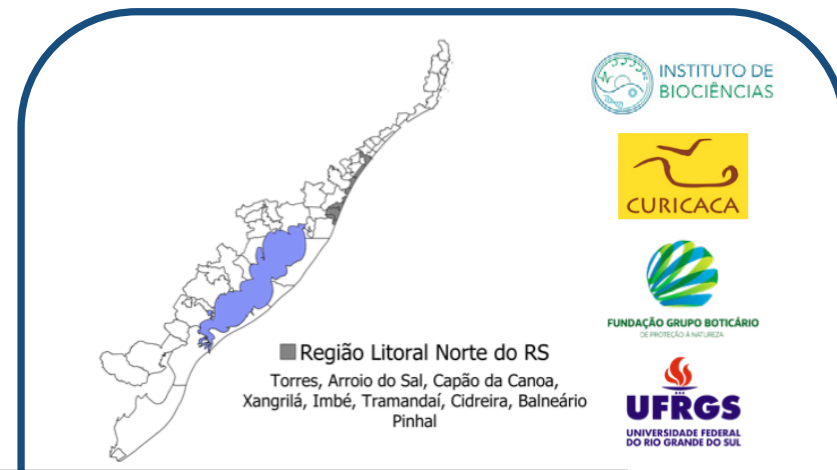 INSTITUTO DE
BIOCIÊNCIAS
CURICACA
FUNDAÇÃO GRUPO BOTICÁRIO
DE PROTEÇÃO À NATUREZA
Região Litoral Norte do RS
Torres, Arroio do Sal, Capão da Canoa,
Xangrilá, Imbé, Tramandaí, Cidreira, Balneário
Pinhal
UFRGS
UNIVERSIDADE FEDERAL
DO RIO GRANDE DO SUL